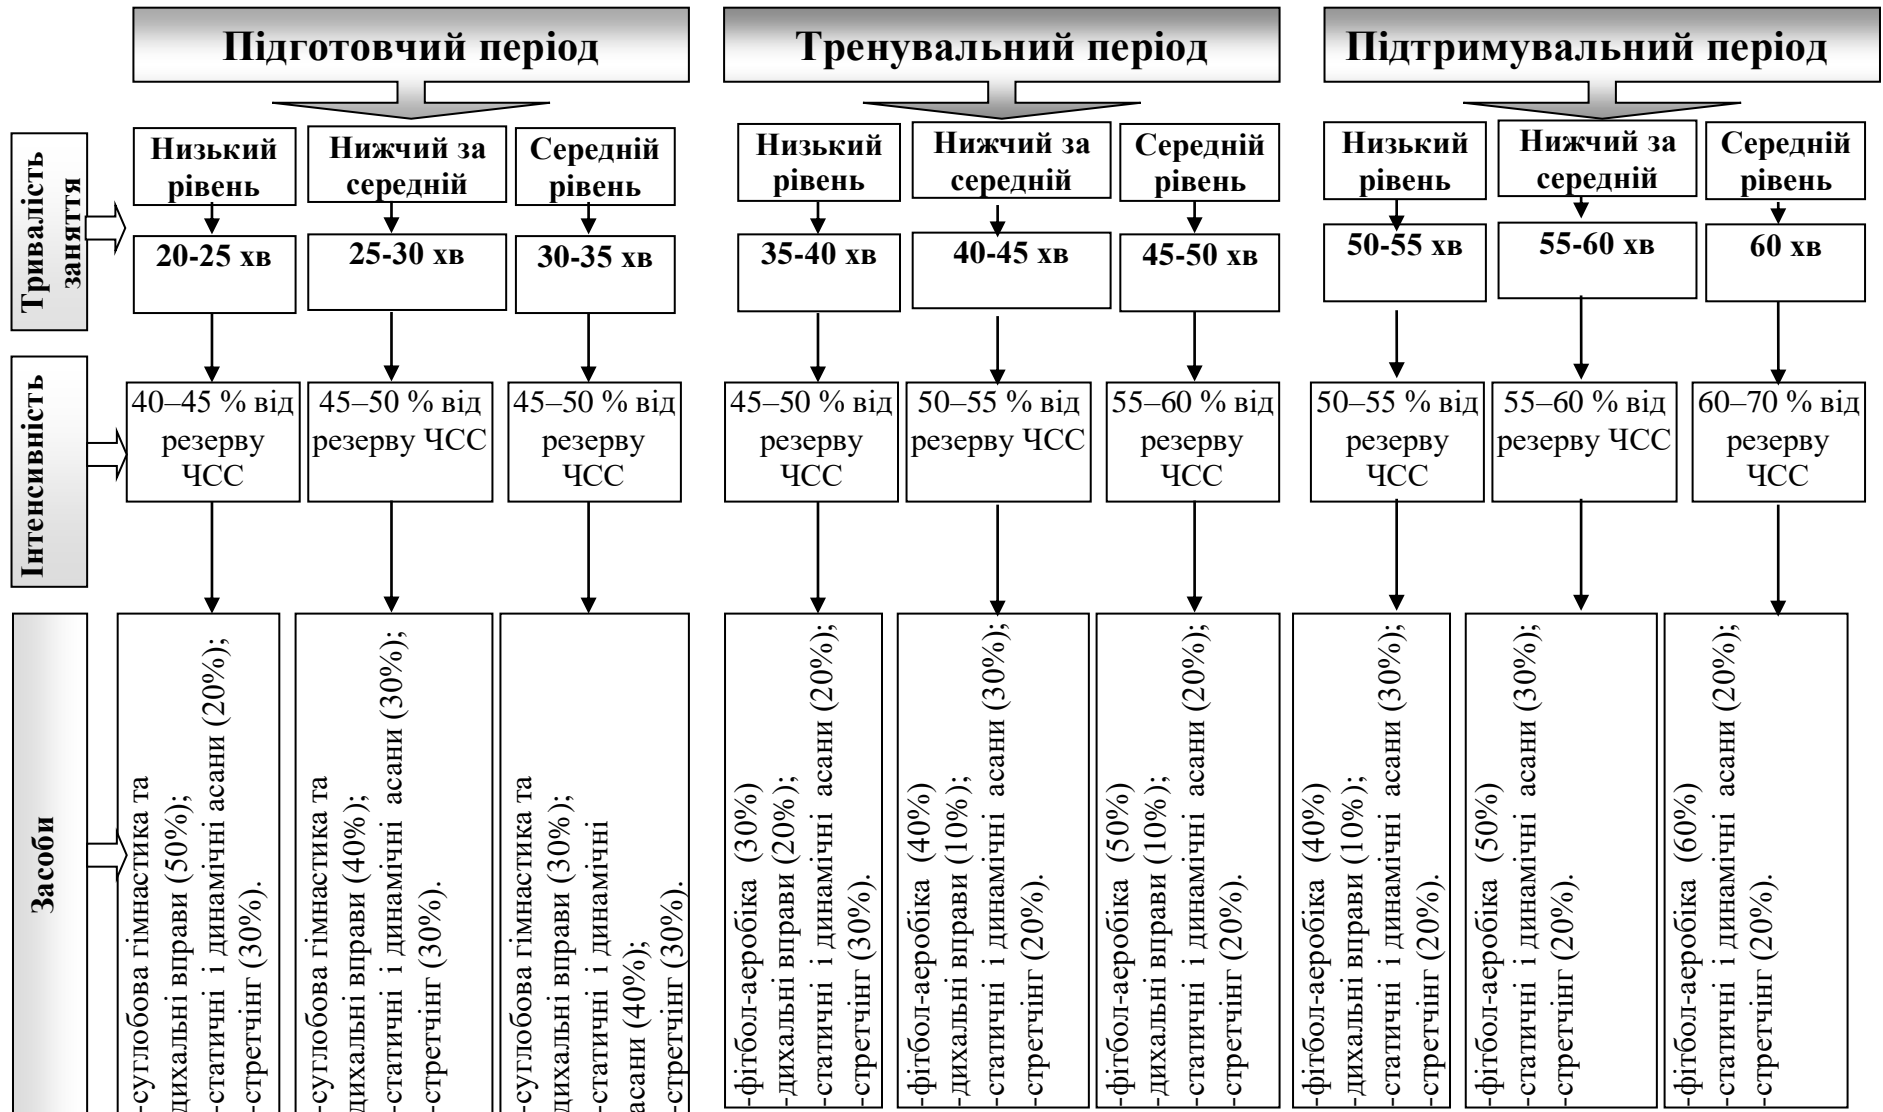 Підготовчий період
Тренувальний період
Підтримувальний період
Тривалість
заняття
Низький
рівень
Нижчий за
середній
Середній
рівень
Низький
рівень
Нижчий за
середній
Середній
рівень
Низький
рівень
Нижчий за
середній
Середній
рівень
20-25 хв
25-30 хв
30-35 хв
35-40 хв
40-45 хв
45-50 хв
50-55 хв
55-60 хв
60 хв
Інтенсивність
40–45 % від
резерву
ЧСС
45–50 % від
резерву ЧСС
45–50 % від
резерву
ЧСС
45–50 % від
резерву
ЧСС
50–55 % від
резерву ЧСС
55–60 % від
резерву
ЧСС
50–55 % від
резерву
ЧСС
55–60 % від
резерву ЧСС
60–70 % від
резерву
ЧСС
Засоби
-суглобова гімнастика та
дихальні вправи (50%);
-статичні і динамічні асани (20%);
-стретчінг (30%).
-суглобова гімнастика та
дихальні вправи (40%);
-статичні і динамічні асани (30%);
-стретчінг (30%).
-суглобова гімнастика та
дихальні вправи (30%);
-статичні і динамічні
асани (40%);
-стретчінг (30%).
-фітбол-аеробіка (30%)
-дихальні вправи (20%);
-статичні і динамічні асани (20%);
-стретчінг (30%).
-фітбол-аеробіка (40%)
-дихальні вправи (10%);
-статичні і динамічні асани (30%);
-стретчінг (20%).
-фітбол-аеробіка (50%)
-дихальні вправи (10%);
-статичні і динамічні асани (20%);
-стретчінг (20%).
-фітбол-аеробіка (40%)
-дихальні вправи (10%);
-статичні і динамічні асани (30%);
-стретчінг (20%).
-фітбол-аеробіка (50%)
-статичні і динамічні асани (30%);
-стретчінг (20%).
-фітбол-аеробіка (60%)
-статичні і динамічні асани (20%);
-стретчінг (20%).